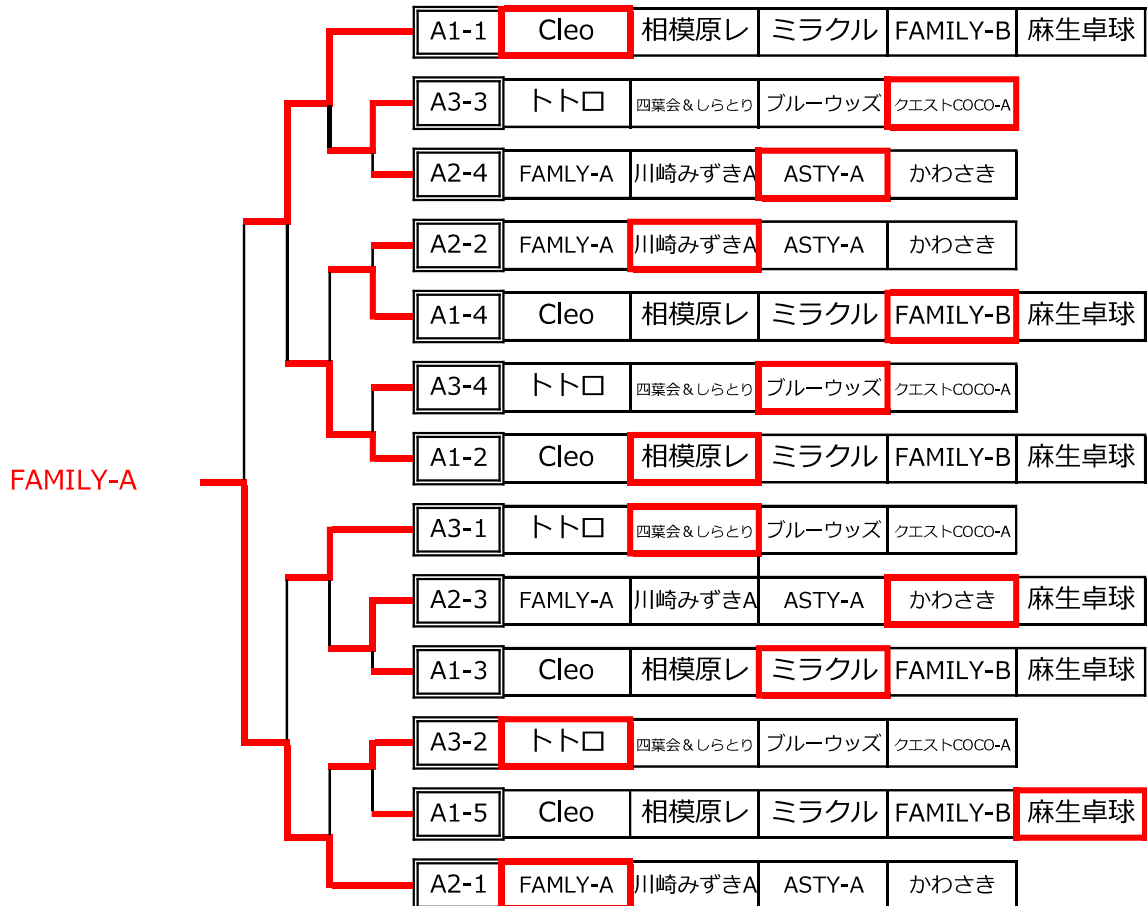 A1-1 Cleo 相模原レ ミラクル FAMILY-B 麻生卓球
A3-3 トトロ 四葉会&しらとり ブルーウッズ クエストCOCO-A
A2-4 FAMLY-A 川崎みずきA ASTY-A かわさき
A2-2 FAMLY-A 川崎みずきA ASTY-A かわさき
A1-4 Cleo 相模原レ ミラクル FAMILY-B 麻生卓球
A3-4 トトロ 四葉会&しらとり ブルーウッズ クエストCOCO-A
A1-2 Cleo 相模原レ ミラクル FAMILY-B 麻生卓球
FAMILY-A
A3-1 トトロ 四葉会&しらとり ブルーウッズ クエストCOCO-A
A2-3 FAMLY-A 川崎みずきA ASTY-A かわさき 麻生卓球
A1-3 Cleo 相模原レ ミラクル FAMILY-B 麻生卓球
A3-2 トトロ 四葉会&しらとり ブルーウッズ クエストCOCO-A
A1-5 Cleo 相模原レ ミラクル FAMILY-B 麻生卓球
A2-1 FAMLY-A 川崎みずきA ASTY-A かわさき